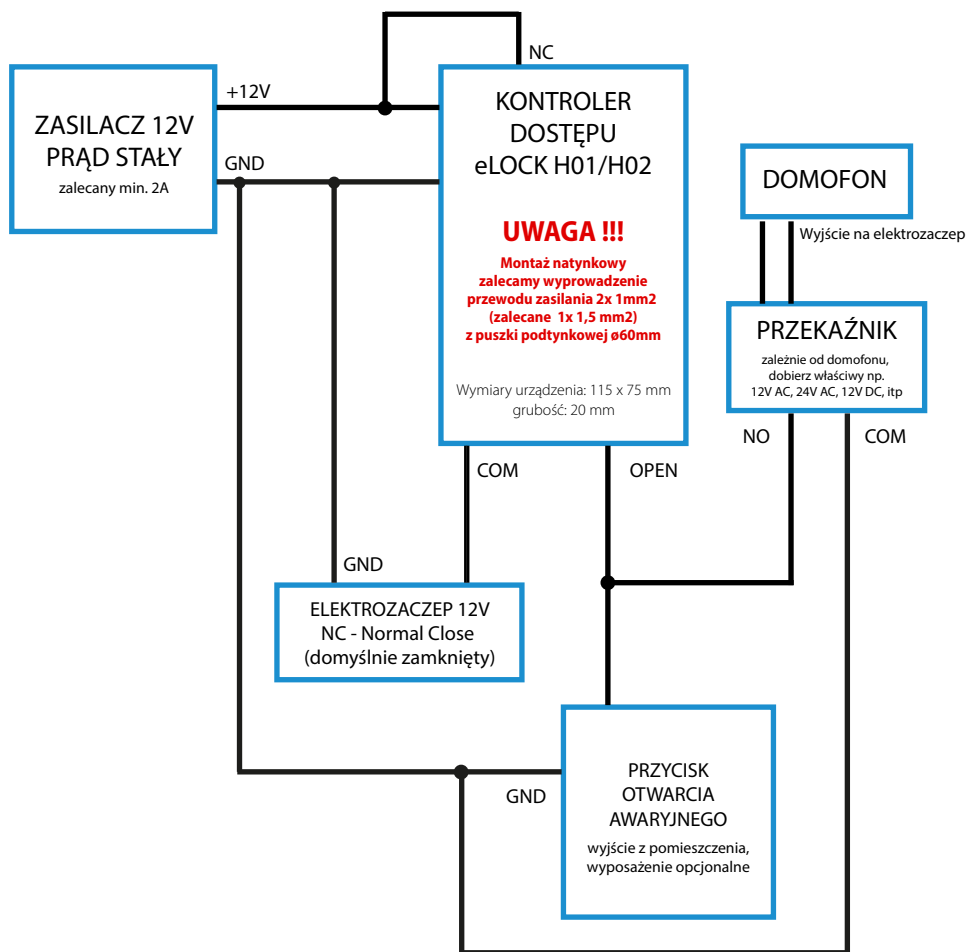 NC
+12V
ZASILACZ 12V
PRĄD STAŁY
zalecany min. 2A
GND
KONTROLER
DOSTĘPU
eLOCK H01/H02
UWAGA !!!
Montaż natynkowy
zalecamy wyprowadzenie
przewodu zasilania 2x 1mm2
(zalecane 1x 1,5 mm2)
z puszki podtynkowej ø60mm
Wymiary urządzenia: 115 x 75 mm
grubość: 20 mm
DOMOFON
Wyjście na elektrozaczep
PRZEKAŹNIK
zależnie od domofonu,
dobierz właściwy np.
12V AC, 24V AC, 12V DC, itp
NO
COM
COM
OPEN
GND
ELEKTROZACZEP 12V
NC - Normal Close
(domyślnie zamknięty)
GND
PRZYCISK
OTWARCIA
AWARYJNEGO
wyjście z pomieszczenia,
wyposażenie opcjonalne